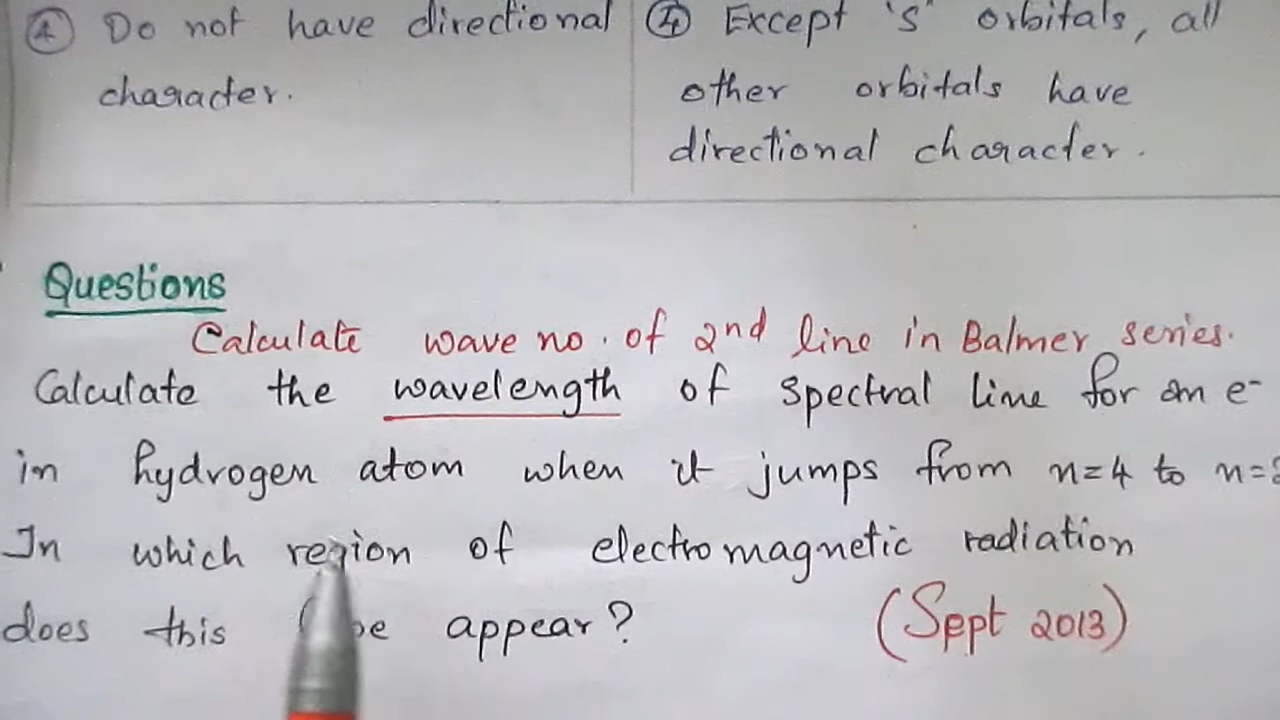 ④ Do not have directional
character.
④ Except 's' orbitals, all
other orbitals have
directional character.
Questions
Calculate wave no. of 2nd line in Balmer series.
Calculate the wavelength of spectral line for an e-
in hydrogen atom when it jumps from n=4 to n=
In which region of electromagnetic radiation
does this appear?
(Sept 2013)